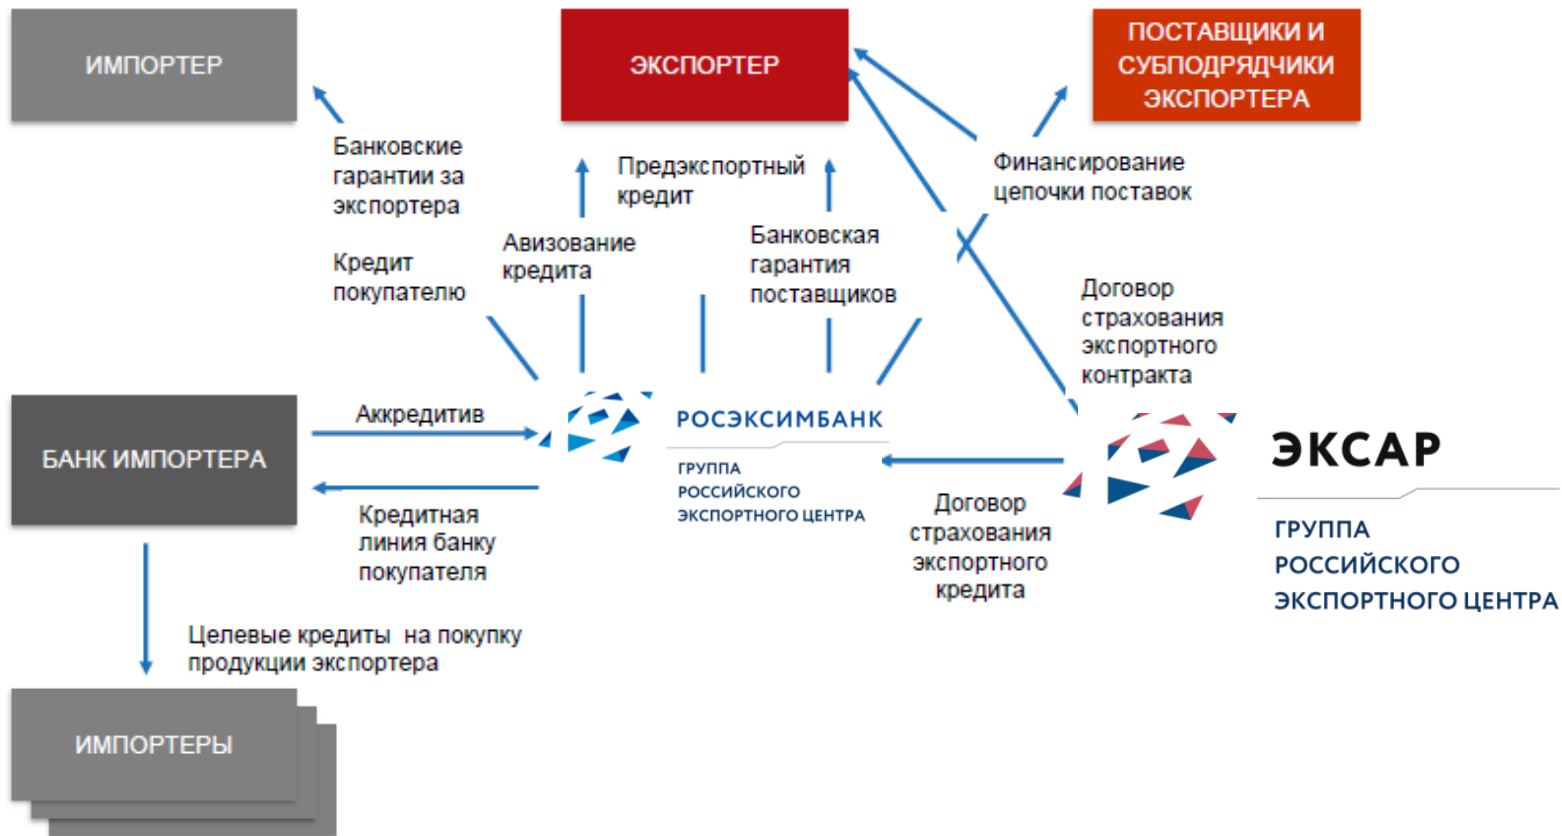 ИМПОРТЕР
ЭКСПОРТЕР
ПОСТАВЩИКИ И
СУБПОДРЯДЧИКИ
ЭКСПОРТЕРА
Банковские
гарантии за
экспортера
Кредит
покупателю
Авизование
кредита
Предэкспортный
кредит
Банковская
гарантия
поставщиков
Финансирование
цепочки поставок
Договор
страхования
экспортного
контракта
БАНК ИМПОРТЕРА
Аккредитив
Кредитная
линия банку
покупателя
РОСЭКСИМБАНК
ГРУППА
РОССИЙСКОГО
ЭКСПОРТНОГО ЦЕНТРА
Договор
страхования
экспортного
кредита
ЭКСАР
ГРУППА
РОССИЙСКОГО
ЭКСПОРТНОГО ЦЕНТРА
Целевые кредиты на покупку
продукции экспортера
ИМПОРТЕРЫ